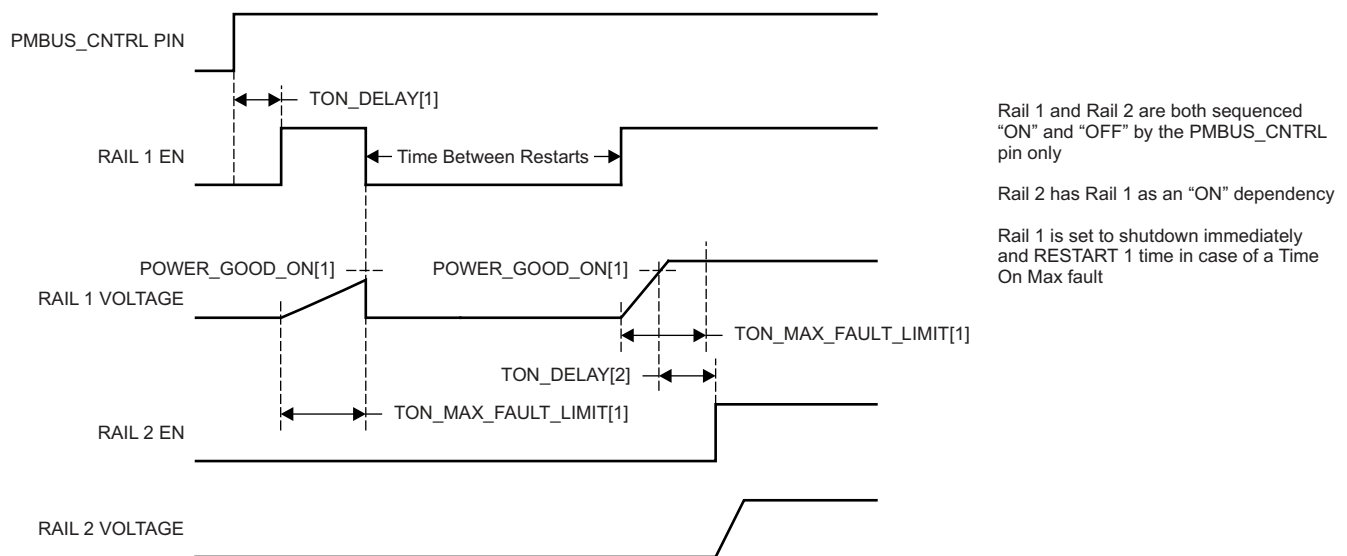 PMBUS_CNTRL PIN
TON_DELAY[1]
RAIL 1 EN
Time Between Restarts
POWER_GOOD_ON[1]
POWER_GOOD_ON[1]
RAIL 1 VOLTAGE
TON_MAX_FAULT_LIMIT[1]
TON_DELAY[2]
TON_MAX_FAULT_LIMIT[1]
RAIL 2 EN
RAIL 2 VOLTAGE
Rail 1 and Rail 2 are both sequenced
“ON” and “OFF” by the PMBUS_CNTRL
pin only
Rail 2 has Rail 1 as an “ON” dependency
Rail 1 is set to shutdown immediately
and RESTART 1 time in case of a Time
On Max fault